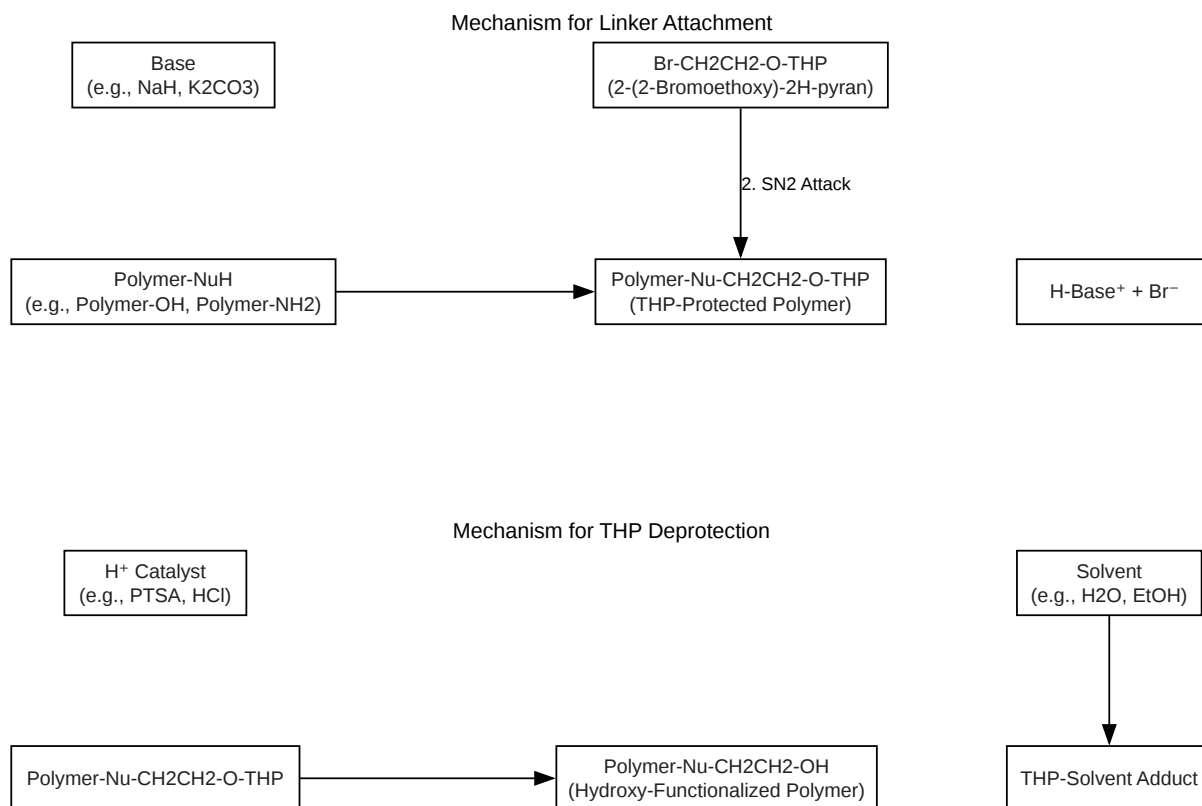 Mechanism for Linker Attachment
Base
(e.g., NaH, K2CO3)
Br-CH2CH2-O-THP
(2-(2-Bromoethoxy)-2H-pyran)
2. SN2 Attack
Polymer-NuH
(e.g., Polymer-OH, Polymer-NH2)
Polymer-Nu-CH2CH2-O-THP
(THP-Protected Polymer)
H-Base⁺ + Br⁻
Mechanism for THP Deprotection
H⁺ Catalyst
(e.g., PTSA, HCl)
Solvent
(e.g., H2O, EtOH)
Polymer-Nu-CH2CH2-O-THP
Polymer-Nu-CH2CH2-OH
(Hydroxy-Functionalized Polymer)
THP-Solvent Adduct